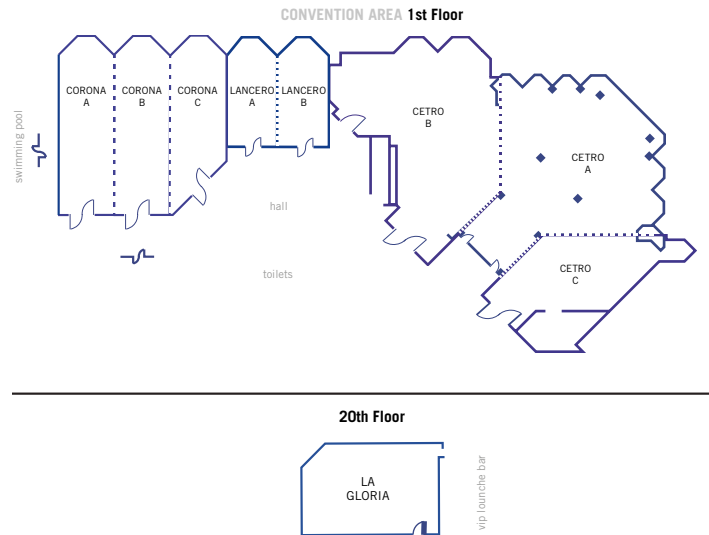 CONVENTION AREA 1st Floor
CORONA
A
CORONA
B
CORONA
C
LANCERO
A
LANCERO
B
CETRO
B
CETRO
A
CETRO
C
swimming pool
hall
toilets
20th Floor
LA
GLORIA
vip lounche bar